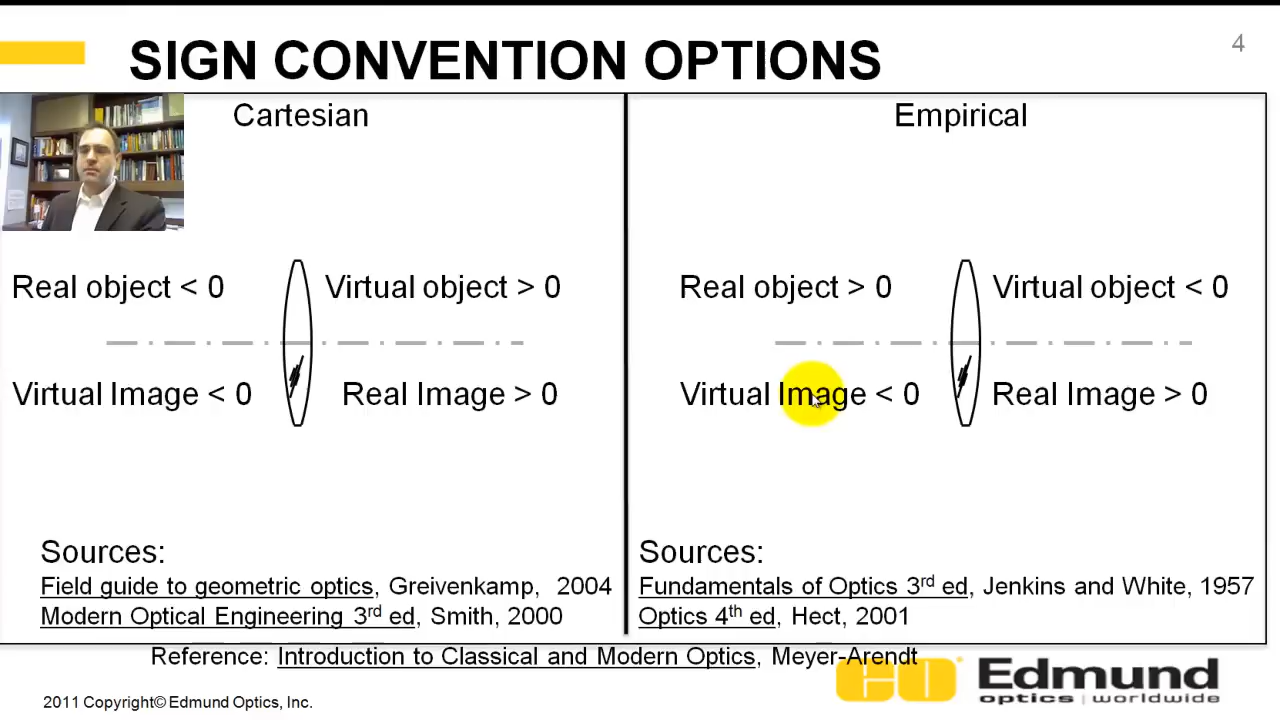 SIGN CONVENTION OPTIONS
4
Cartesian
Real object < 0
Virtual object > 0
Virtual Image < 0
Real Image > 0
Sources:
Field guide to geometric optics, Greivenkamp, 2004
Modern Optical Engineering 3rd ed, Smith, 2000
Empirical
Real object > 0
Virtual object < 0
Virtual Image < 0
Real Image > 0
Sources:
Fundamentals of Optics 3rd ed, Jenkins and White, 1957
Optics 4th ed, Hect, 2001
Reference: Introduction to Classical and Modern Optics, Meyer-Arendt
2011 Copyright© Edmund Optics, Inc.
EO® Edmund
optics | worldwide